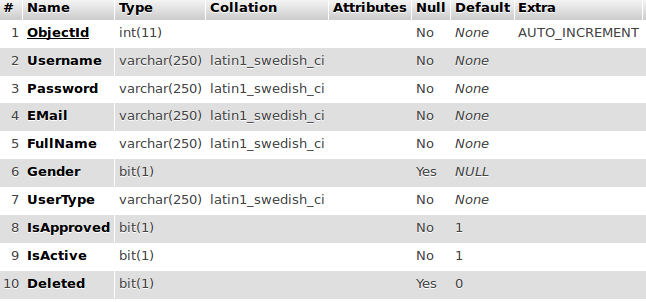 # Name Type Collation Attributes Null Default Extra
1 ObjectId int(11) No None AUTO_INCREMENT
2 Username varchar(250) latin1_swedish_ci No None
3 Password varchar(250) latin1_swedish_ci No None
4 EMail varchar(250) latin1_swedish_ci No None
5 FullName varchar(250) latin1_swedish_ci No None
6 Gender bit(1) Yes NULL
7 UserType varchar(250) latin1_swedish_ci No None
8 IsApproved bit(1) No 1
9 IsActive bit(1) No 1
10 Deleted bit(1) Yes 0